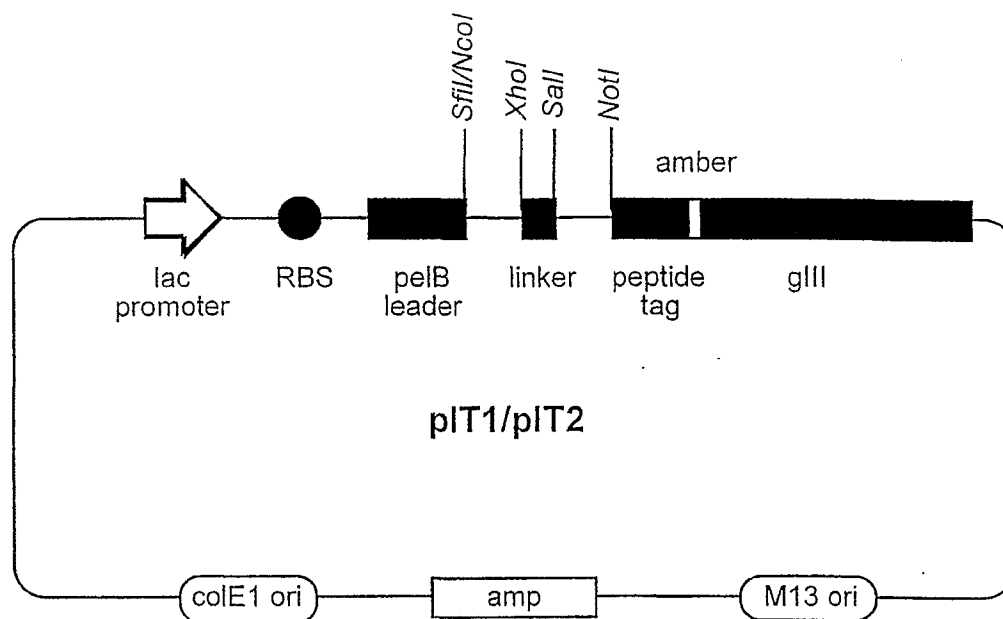 SfiI/NcoI
XhoI
SalI
NotI
amber
lac
promoter
RBS
pelB
leader
linker
peptide
tag
gIII
pIT1/pIT2
colE1 ori
amp
M13 ori